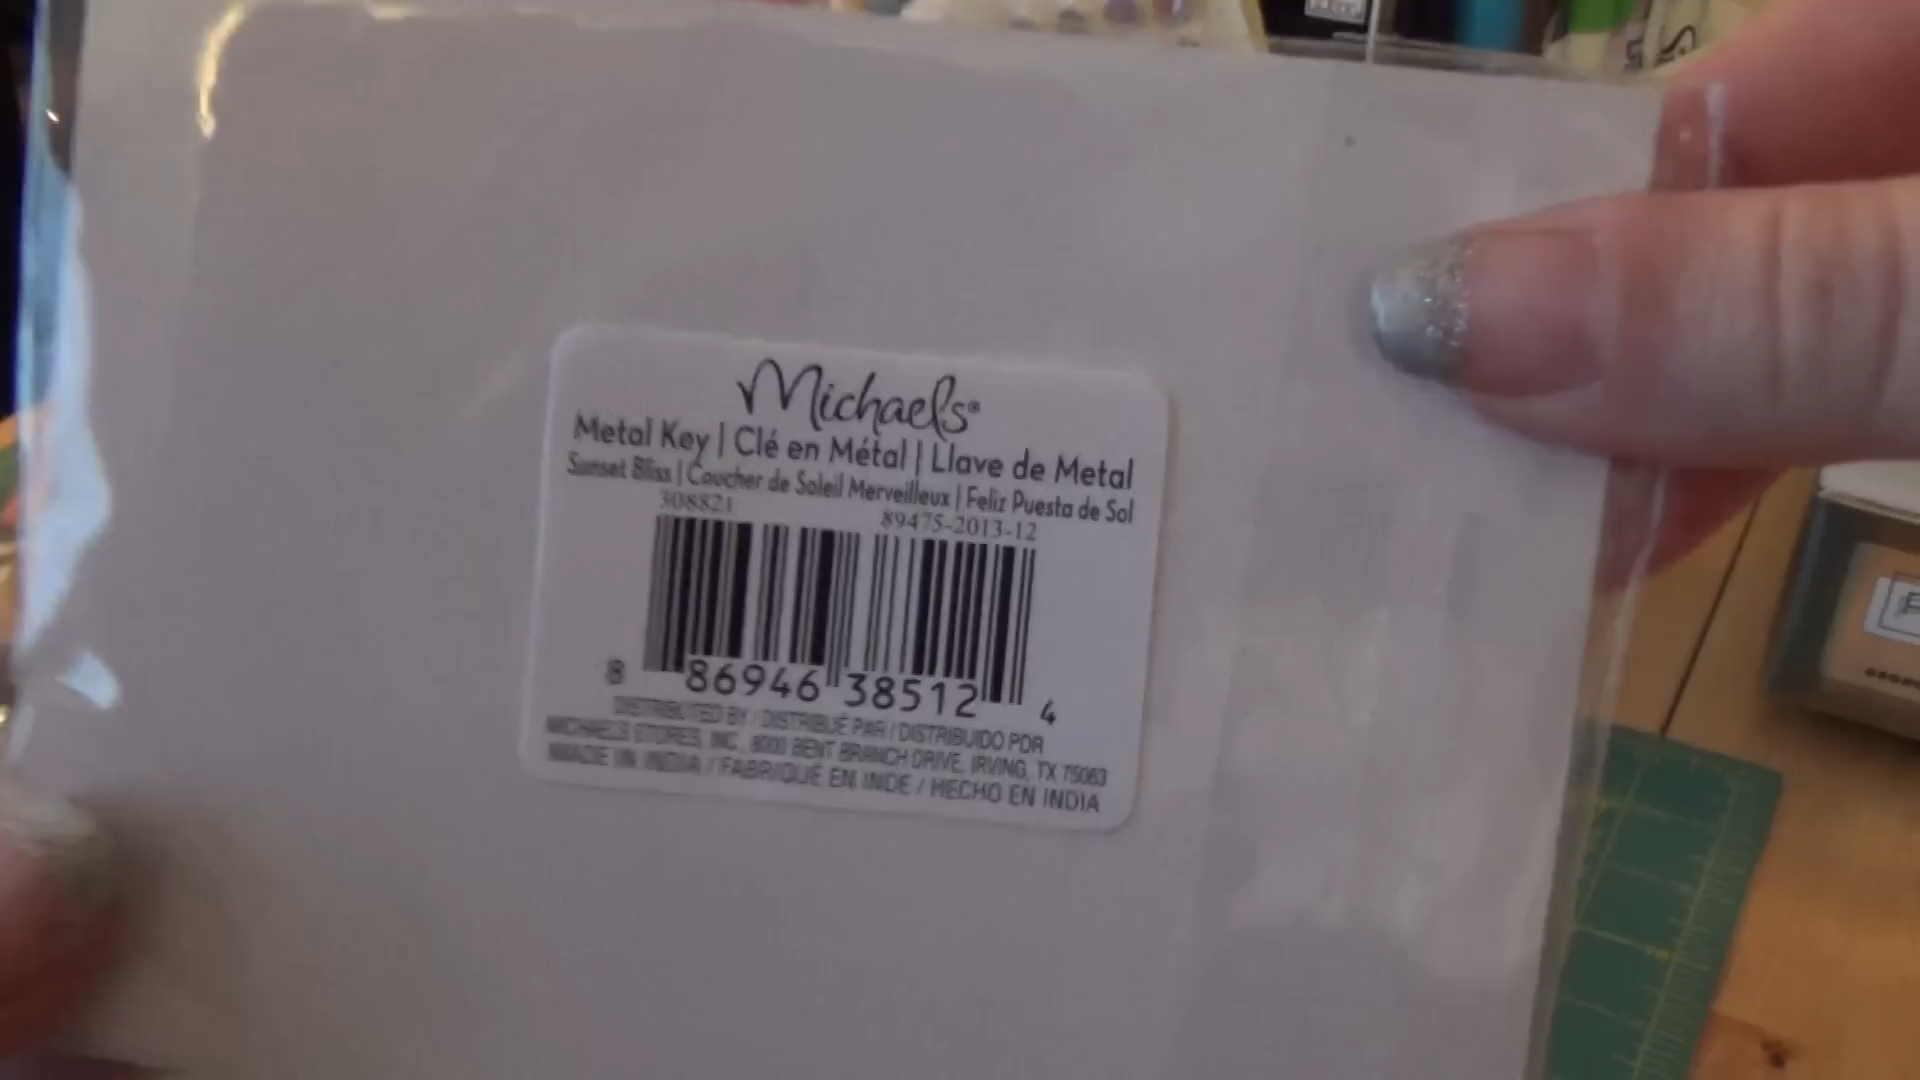 Michaels®
Metal Key | Clé en Métal | Llave de Metal
Sunset Bliss | Coucher de Soleil Merveilleux | Feliz Puesta de Sol
308821 89475-2013-12
8 86946 38512 4
DISTRIBUTED BY / DISTRIBUÉ PAR / DISTRIBUIDO POR
MICHAELS STORES, INC., 8000 BENT BRANCH DRIVE, IRVING, TX 75063
MADE IN INDIA / FABRIQUÉ EN INDE / HECHO EN INDIA